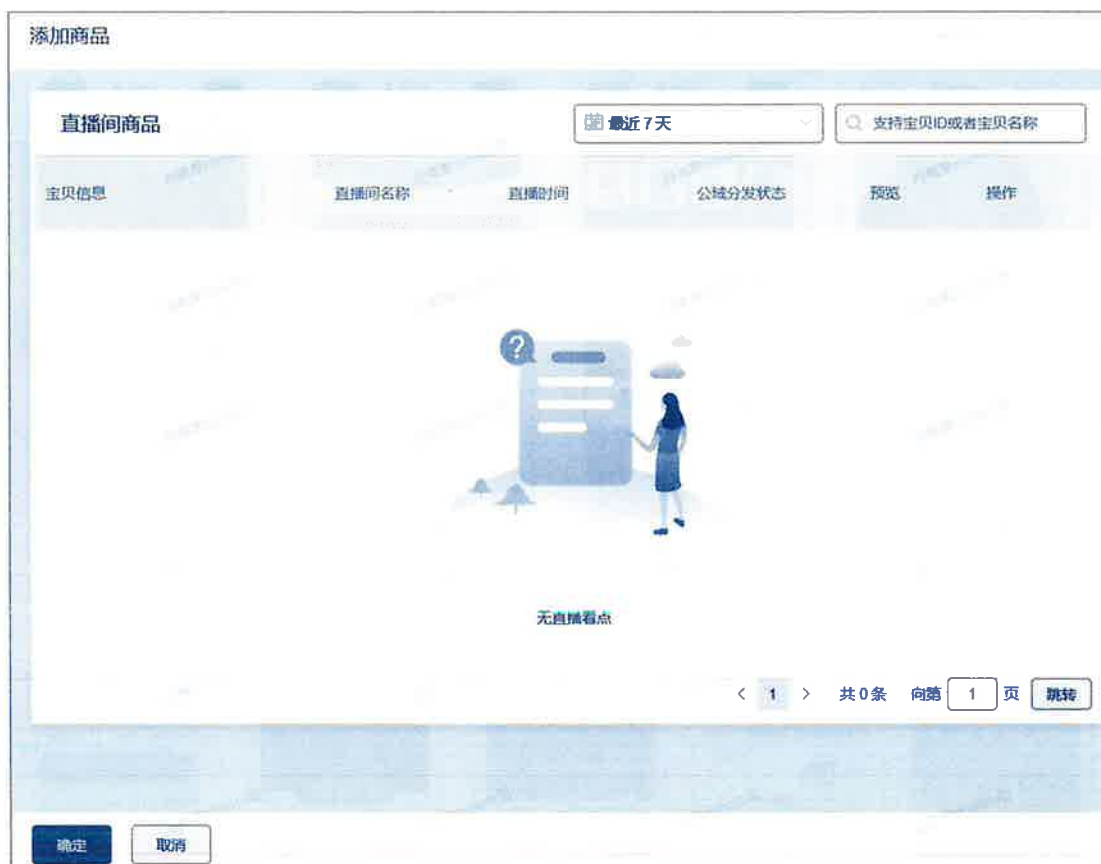 添加商品
直播间商品 最近7天 支持宝贝ID或者宝贝名称
宝贝信息 直播间名称 直播时间 公域分发状态 预览 操作
?
无直播看点
< 1 > 共0条 向第 1 页 跳转
确定 取消